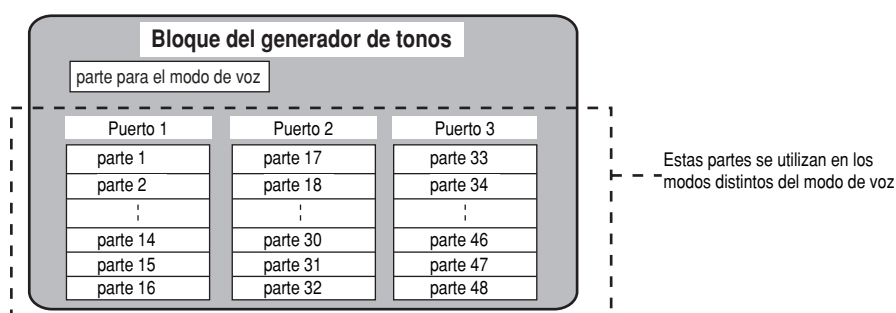 Bloque del generador de tonos
parte para el modo de voz
Puerto 1
parte 1
parte 2
parte 14
parte 15
parte 16
Puerto 2
parte 17
parte 18
parte 30
parte 31
parte 32
Puerto 3
parte 33
parte 34
parte 46
parte 47
parte 48
Estas partes se utilizan en los
modos distintos del modo de voz